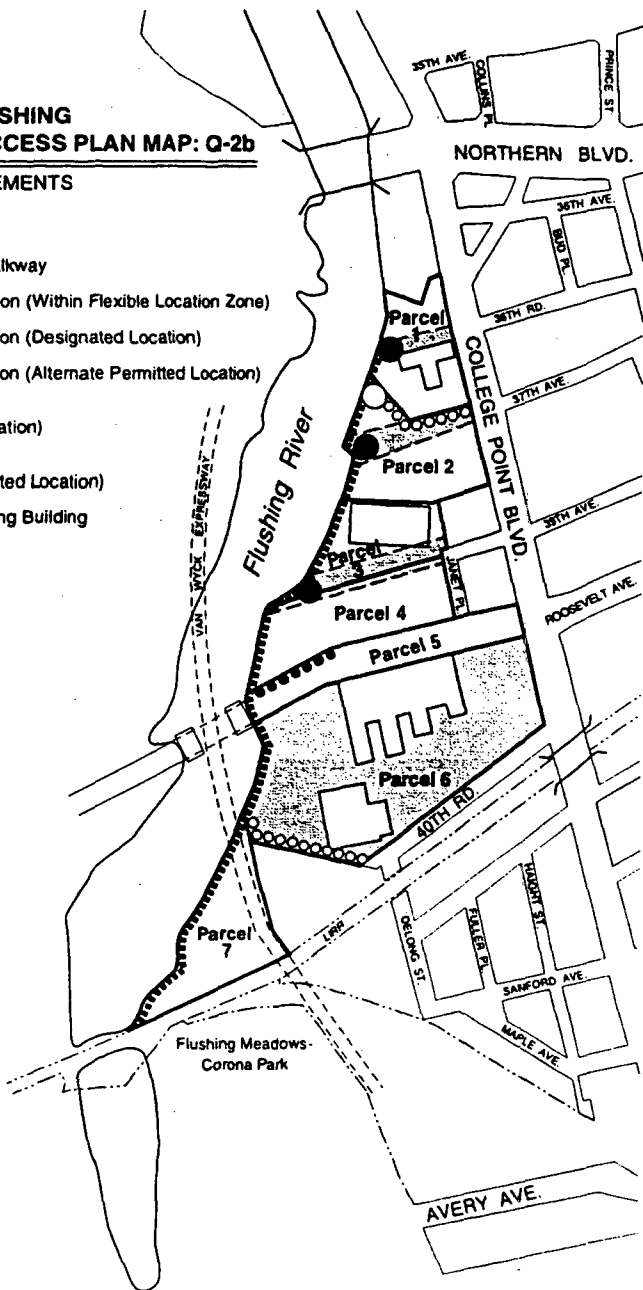 SHING
CCESS PLAN MAP: Q-2b
EMENTS
lkway
on (Within Flexible Location Zone)
on (Designated Location)
on (Alternate Permitted Location)
ation)
ted Location)
ng Building
35TH AVE.
COLLINS PL.
PRINCE ST.
NORTHERN BLVD.
36TH AVE.
BUD PL.
36TH RD.
37TH AVE.
COLLEGE POINT BLVD.
39TH AVE.
ROOSEVELT AVE.
JANET PL.
Flushing River
VAN WYCK EXPRESSWAY
Parcel
1
Parcel 2
Parcel
3
Parcel 4
Parcel 5
Parcel 6
Parcel
7
40TH RD.
LIRR
DELONG ST.
FULLER PL.
HAIGHT ST.
SANFORD AVE.
MAPLE AVE.
Flushing Meadows-
Corona Park
AVERY AVE.